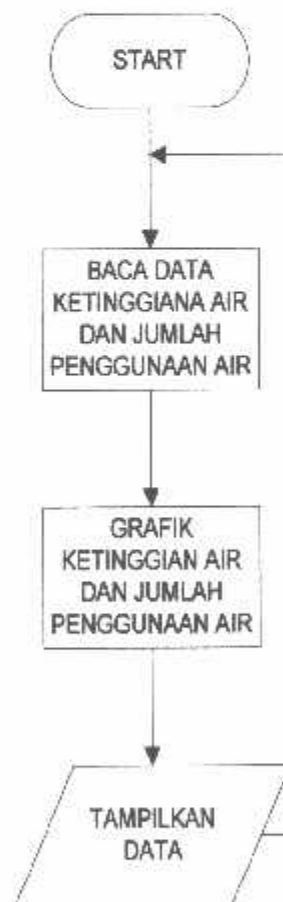 START
BACA DATA
KETINGGIANA AIR
DAN JUMLAH
PENGGUNAAN AIR
GRAFIK
KETINGGIAN AIR
DAN JUMLAH
PENGGUNAAN AIR
TAMPILKAN
DATA